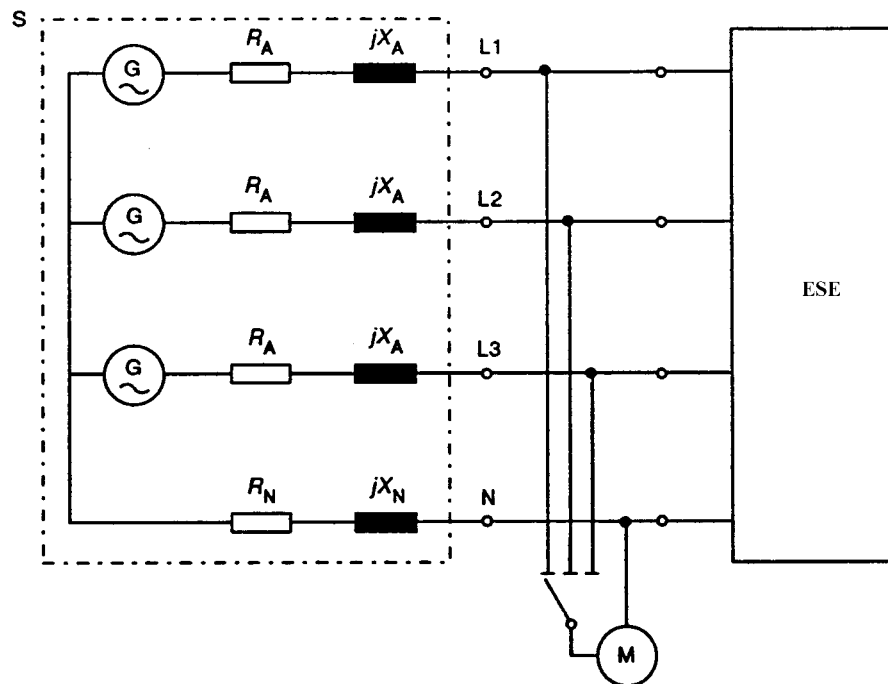 S
R_A jX_A L1
G
R_A jX_A L2
G
ESE
R_A jX_A L3
G
R_N jX_N N
M